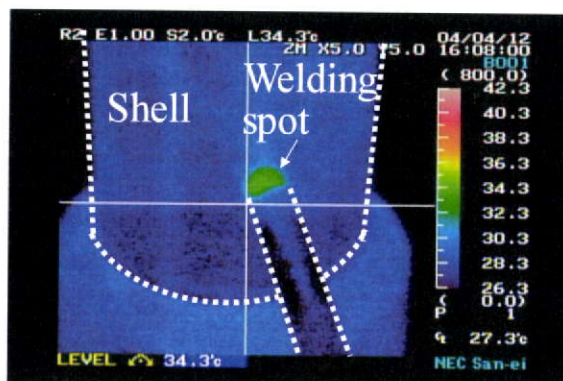 R2 E1.00 S2.0℃ L34.3℃ 04/04/12
2M X5.0 Y5.0 16:08:00
B001
( 800.0)
Shell
Welding
spot
42.3
40.3
38.3
36.3
34.3
32.3
30.3
28.3
26.3
( 0.0)
P 1
27.3℃
LEVEL 34.3℃
NEC San-ei